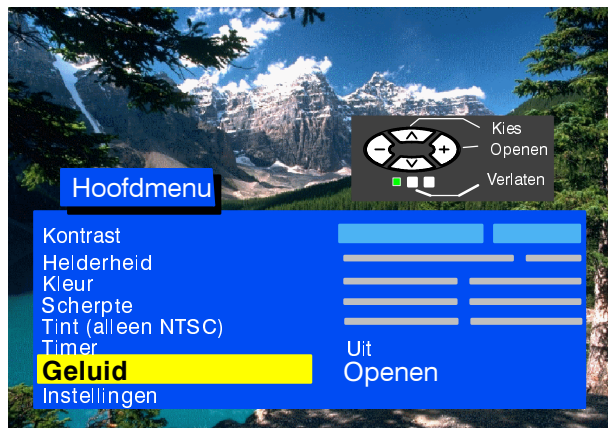 Kies
Openen
Verlaten
Hoofdmenu
Kontrast
Helderheid
Kleur
Scherpte
Tint (alleen NTSC)
Timer Uit
Geluid Openen
Instellingen